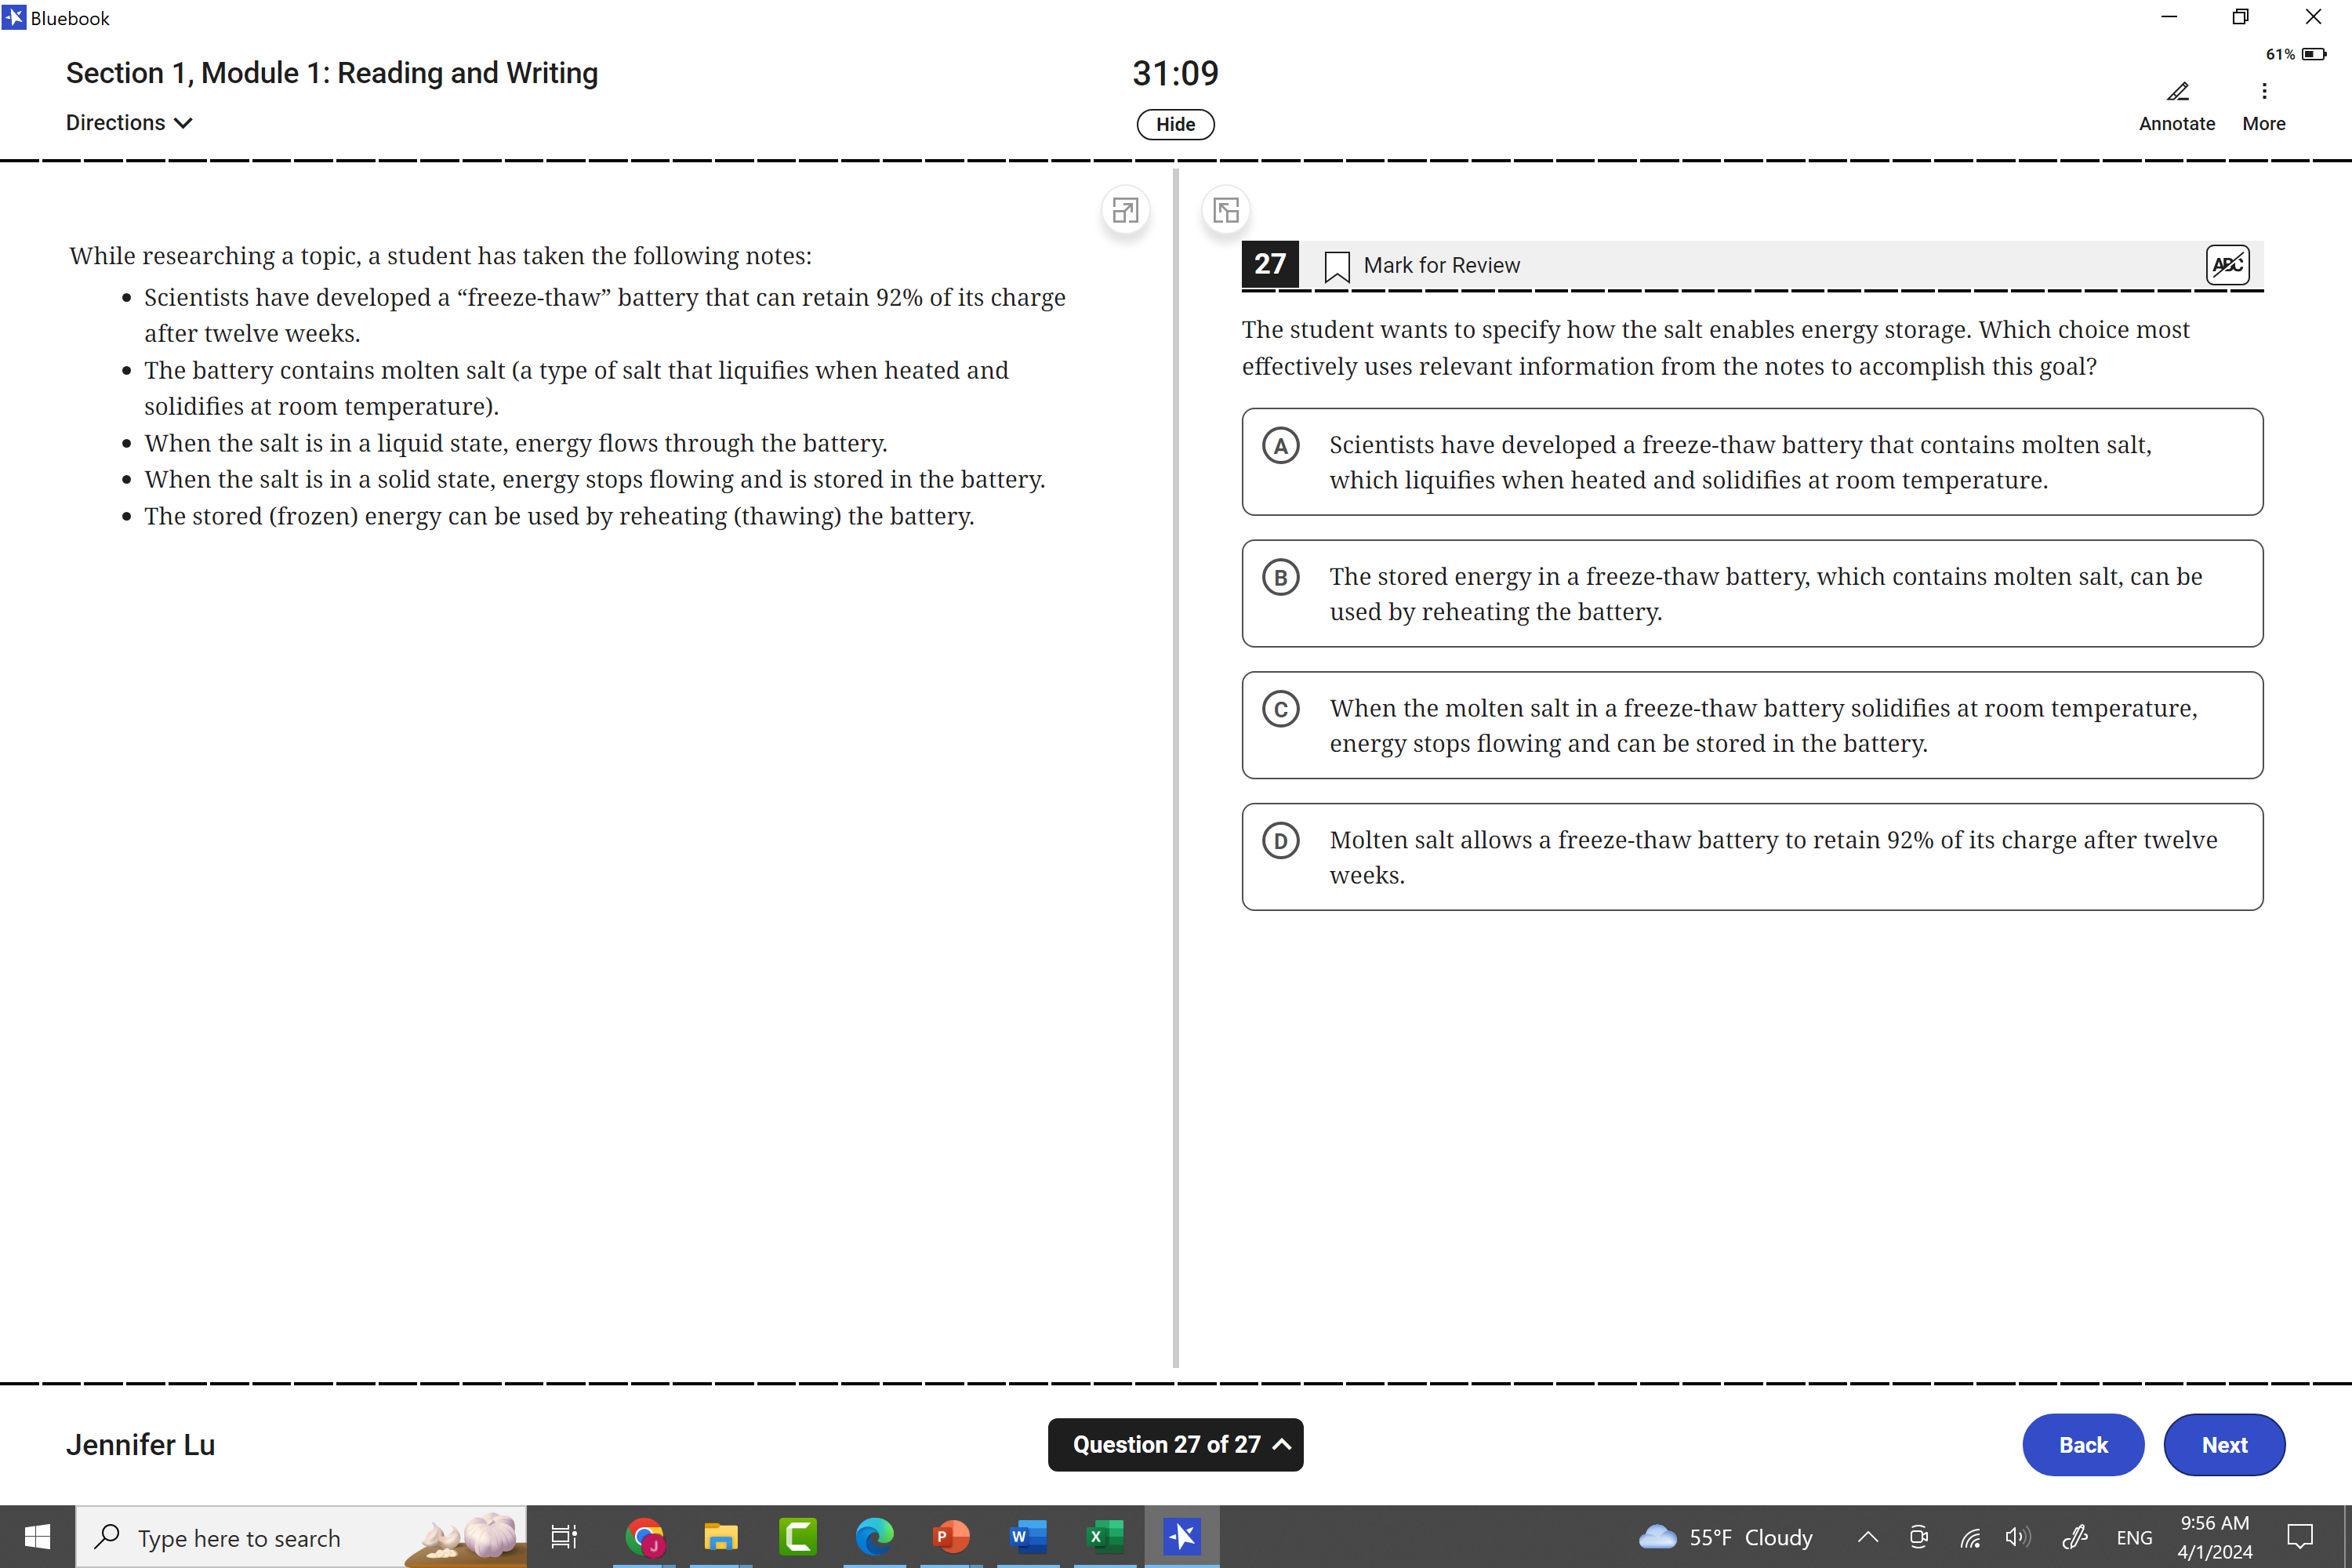 Bluebook
61%
Section 1, Module 1: Reading and Writing
31:09
Directions
Hide
Annotate
More
While researching a topic, a student has taken the following notes:
• Scientists have developed a “freeze-thaw” battery that can retain 92% of its charge
after twelve weeks.
• The battery contains molten salt (a type of salt that liquifies when heated and
solidifies at room temperature).
• When the salt is in a liquid state, energy flows through the battery.
• When the salt is in a solid state, energy stops flowing and is stored in the battery.
• The stored (frozen) energy can be used by reheating (thawing) the battery.
27
Mark for Review
ABC
The student wants to specify how the salt enables energy storage. Which choice most
effectively uses relevant information from the notes to accomplish this goal?
A Scientists have developed a freeze-thaw battery that contains molten salt,
which liquifies when heated and solidifies at room temperature.
B The stored energy in a freeze-thaw battery, which contains molten salt, can be
used by reheating the battery.
C When the molten salt in a freeze-thaw battery solidifies at room temperature,
energy stops flowing and can be stored in the battery.
D Molten salt allows a freeze-thaw battery to retain 92% of its charge after twelve
weeks.
Jennifer Lu
Question 27 of 27
Back
Next
Type here to search
J
P
W
X
55°F Cloudy
ENG
9:56 AM
4/1/2024